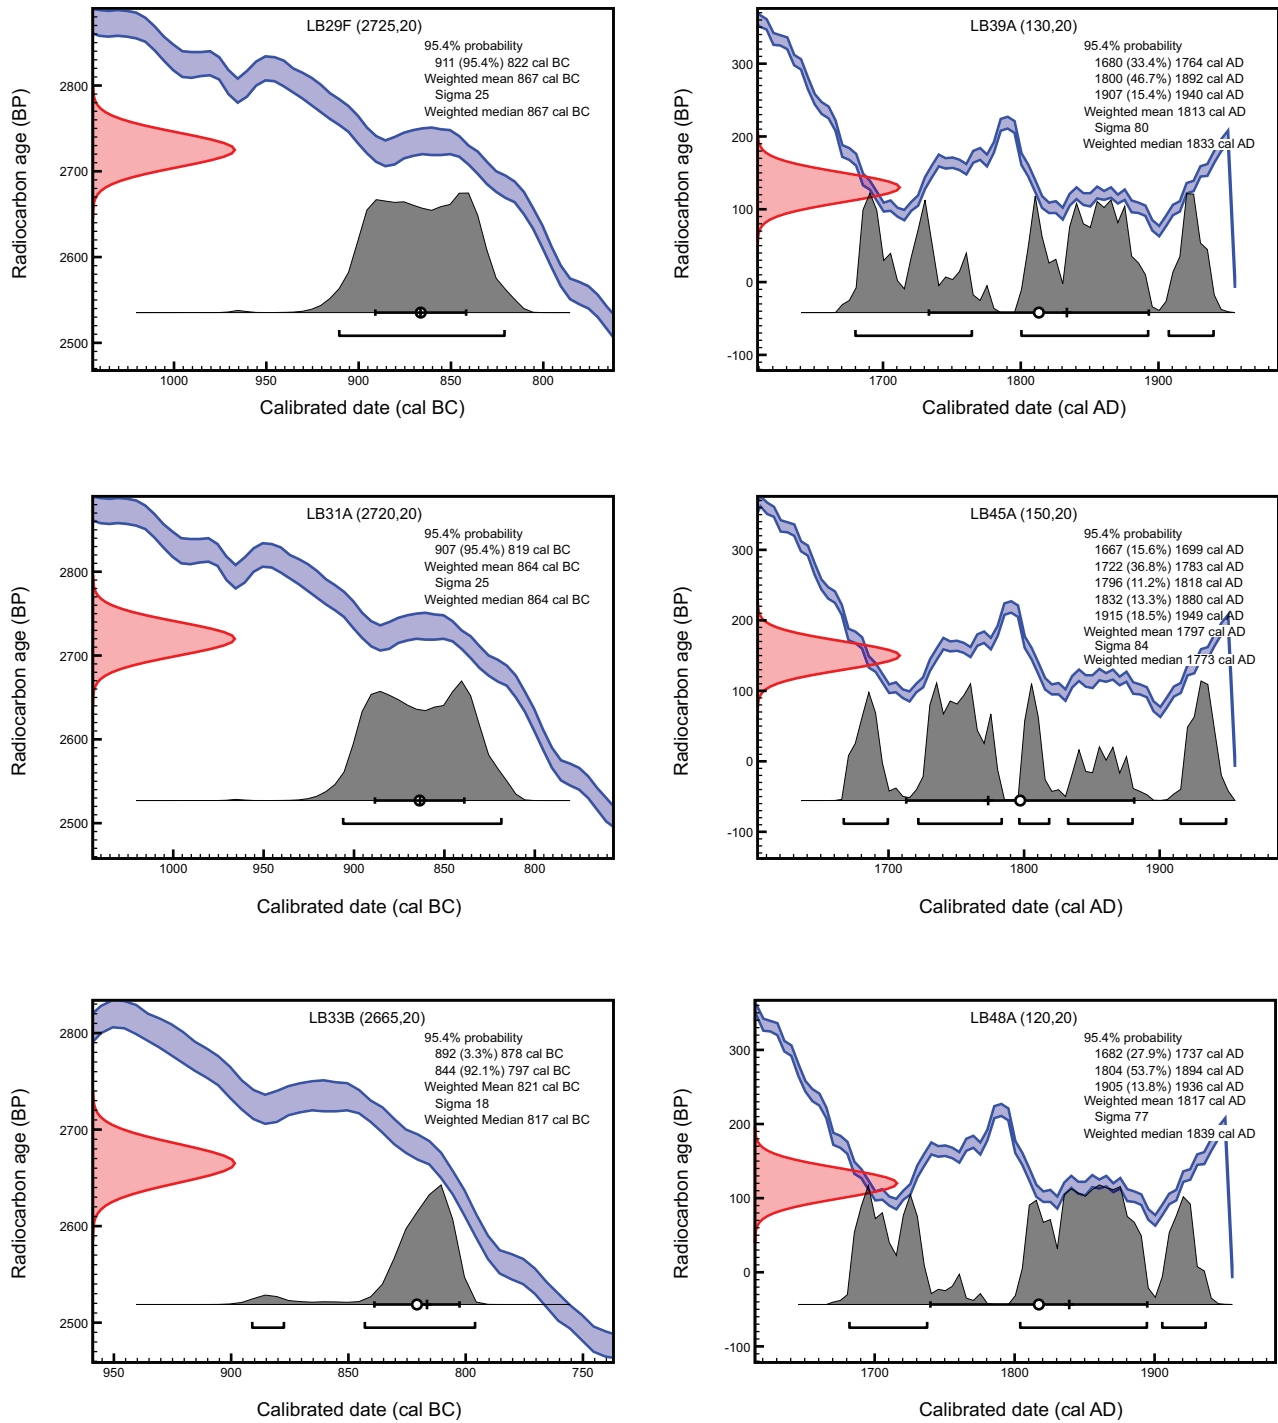 LB29F (2725,20)
95.4% probability
911 (95.4%) 822 cal BC
Weighted mean 867 cal BC
Sigma 25
Weighted median 867 cal BC
Radiocarbon age (BP)
2800
2700
2600
2500
1000
950
900
850
800
Calibrated date (cal BC)
LB39A (130,20)
95.4% probability
1680 (33.4%) 1764 cal AD
1800 (46.7%) 1892 cal AD
1907 (15.4%) 1940 cal AD
Weighted mean 1813 cal AD
Sigma 80
Weighted median 1833 cal AD
Radiocarbon age (BP)
300
200
100
0
-100
1700
1800
1900
Calibrated date (cal AD)
LB31A (2720,20)
95.4% probability
907 (95.4%) 819 cal BC
Weighted mean 864 cal BC
Sigma 25
Weighted median 864 cal BC
Radiocarbon age (BP)
2800
2700
2600
2500
1000
950
900
850
800
Calibrated date (cal BC)
LB45A (150,20)
95.4% probability
1667 (15.6%) 1699 cal AD
1722 (36.8%) 1783 cal AD
1796 (11.2%) 1818 cal AD
1832 (13.3%) 1880 cal AD
1915 (18.5%) 1949 cal AD
Weighted mean 1797 cal AD
Sigma 84
Weighted median 1773 cal AD
Radiocarbon age (BP)
300
200
100
0
-100
1700
1800
1900
Calibrated date (cal AD)
LB33B (2665,20)
95.4% probability
892 (3.3%) 878 cal BC
844 (92.1%) 797 cal BC
Weighted Mean 821 cal BC
Sigma 18
Weighted Median 817 cal BC
Radiocarbon age (BP)
2800
2700
2600
2500
950
900
850
800
750
Calibrated date (cal BC)
LB48A (120,20)
95.4% probability
1682 (27.9%) 1737 cal AD
1804 (53.7%) 1894 cal AD
1905 (13.8%) 1936 cal AD
Weighted mean 1817 cal AD
Sigma 77
Weighted median 1839 cal AD
Radiocarbon age (BP)
300
200
100
0
-100
1700
1800
1900
Calibrated date (cal AD)